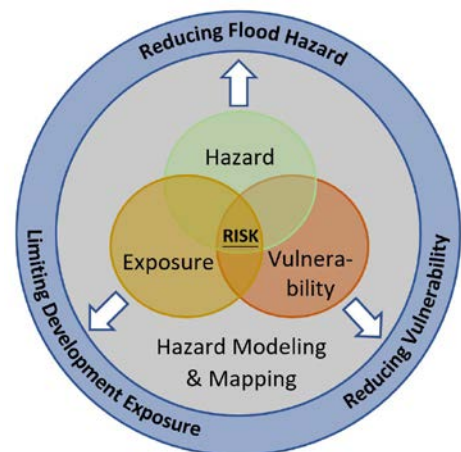 Reducing Flood Hazard
Hazard
RISK
Exposure
Vulnera-
bility
Hazard Modeling
& Mapping
Limiting Development Exposure
Reducing Vulnerability